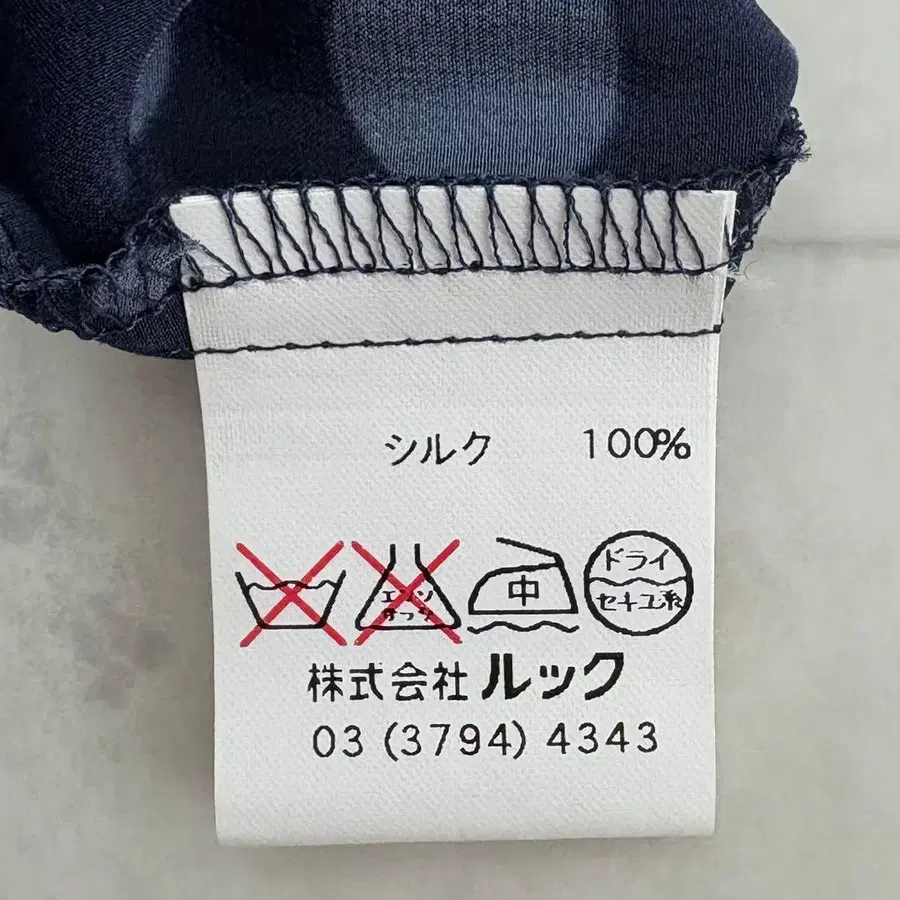 シルク 100%
中
ドライ
セキユ系
株式会社 ルック
03 (3794) 4343